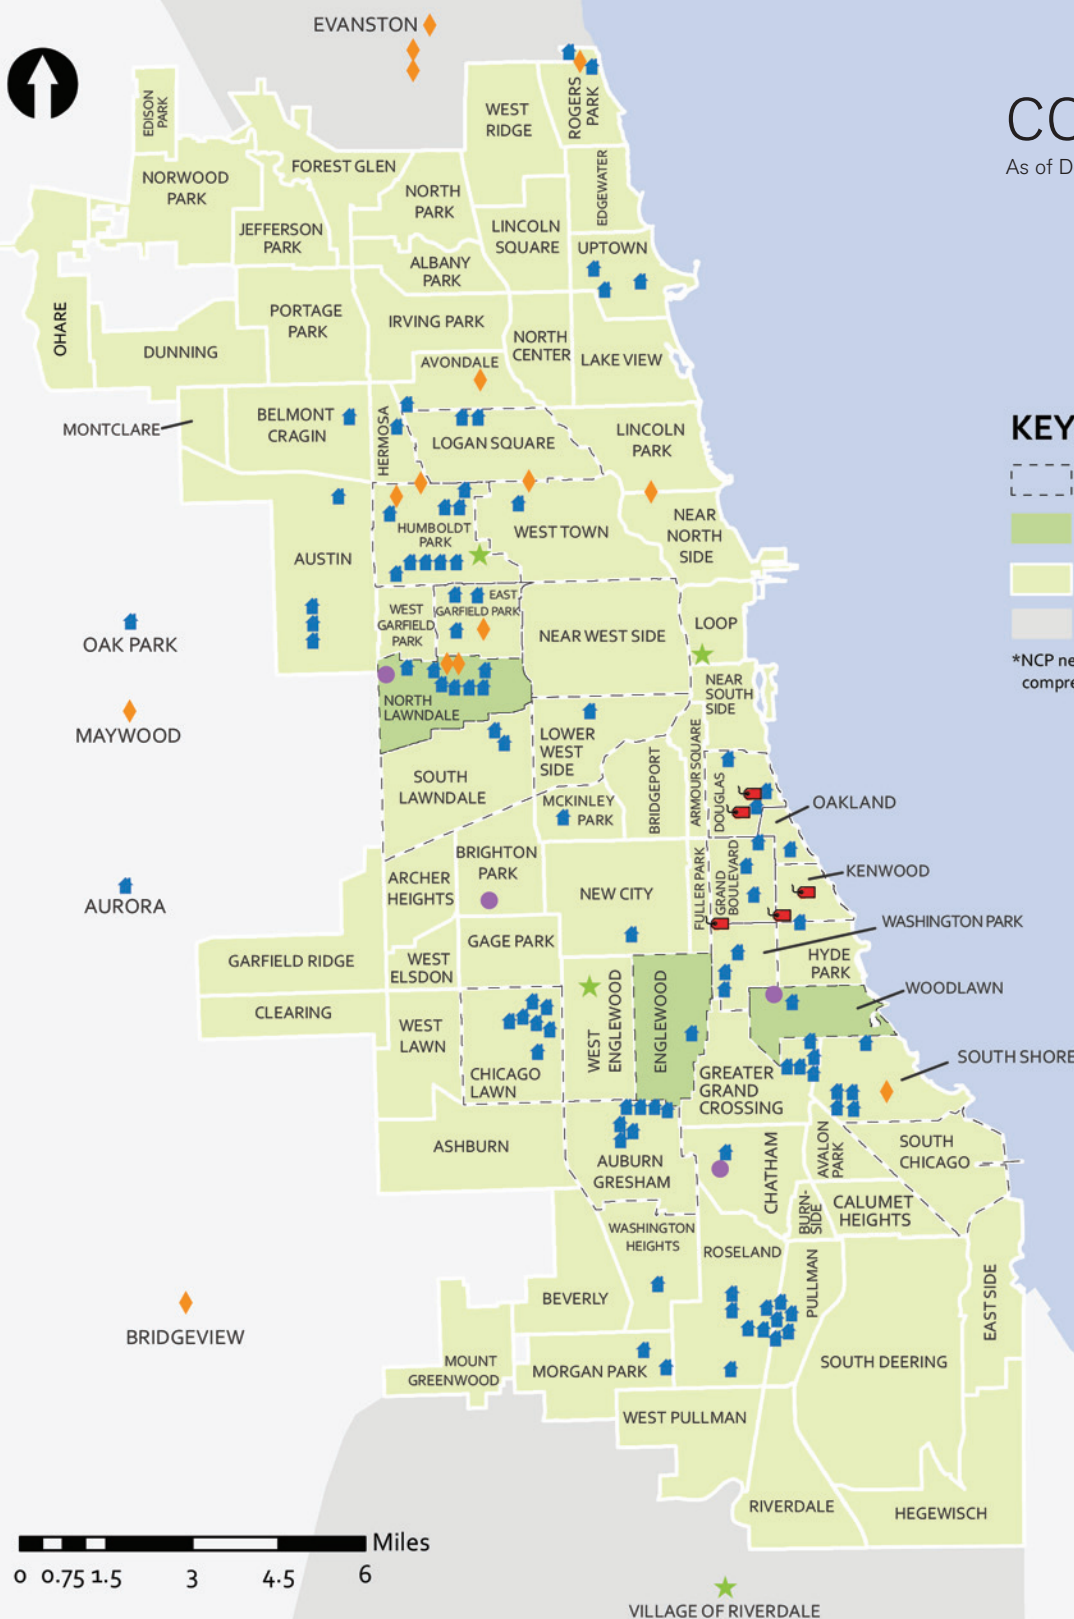 EVANSTON
EDISON
PARK
WEST
RIDGE
ROGERS
PARK
CO
As of D
FOREST GLEN
NORWOOD
PARK
NORTH
PARK
EDGEWATER
JEFFERSON
PARK
LINCOLN
SQUARE
UPTOWN
ALBANY
PARK
OHARE
PORTAGE
PARK
IRVING PARK
NORTH
CENTER
DUNNING
AVONDALE
LAKE VIEW
MONTCLARE
BELMONT
CRAGIN
HERMOSA
LOGAN SQUARE
LINCOLN
PARK
KEY
HUMBOLDT
PARK
WEST TOWN
NEAR
NORTH
SIDE
AUSTIN
EAST
GARFIELD PARK
WEST
GARFIELD
PARK
NEAR WEST SIDE
LOOP
OAK PARK
*NCP ne
compre
NEAR
SOUTH
SIDE
NORTH
LAWNDALE
MAYWOOD
LOWER
WEST
SIDE
ARMOUR SQUARE
BRIDGEPORT
DOUGLAS
SOUTH
LAWNDALE
MCKINLEY
PARK
OAKLAND
BRIGHTON
PARK
ARCHER
HEIGHTS
NEW CITY
FULLER PARK
GRAND
BOULEVARD
KENWOOD
AURORA
WASHINGTON PARK
GAGE PARK
GARFIELD RIDGE
WEST
ELSDON
HYDE
PARK
WOODLAWN
CLEARING
WEST
LAWN
WEST
ENGLEWOOD
ENGLEWOOD
SOUTH SHORE
CHICAGO
LAWN
GREATER
GRAND
CROSSING
ASHBURN
AUBURN
GRESHAM
CHATHAM
AVALON
PARK
SOUTH
CHICAGO
BURN-
SIDE
CALUMET
HEIGHTS
WASHINGTON
HEIGHTS
ROSELAND
PULLMAN
EAST SIDE
BEVERLY
BRIDGEVIEW
MOUNT
GREENWOOD
MORGAN PARK
SOUTH DEERING
WEST PULLMAN
RIVERDALE
HEGEWISCH
Miles
0 0.75 1.5 3 4.5 6
VILLAGE OF RIVERDALE